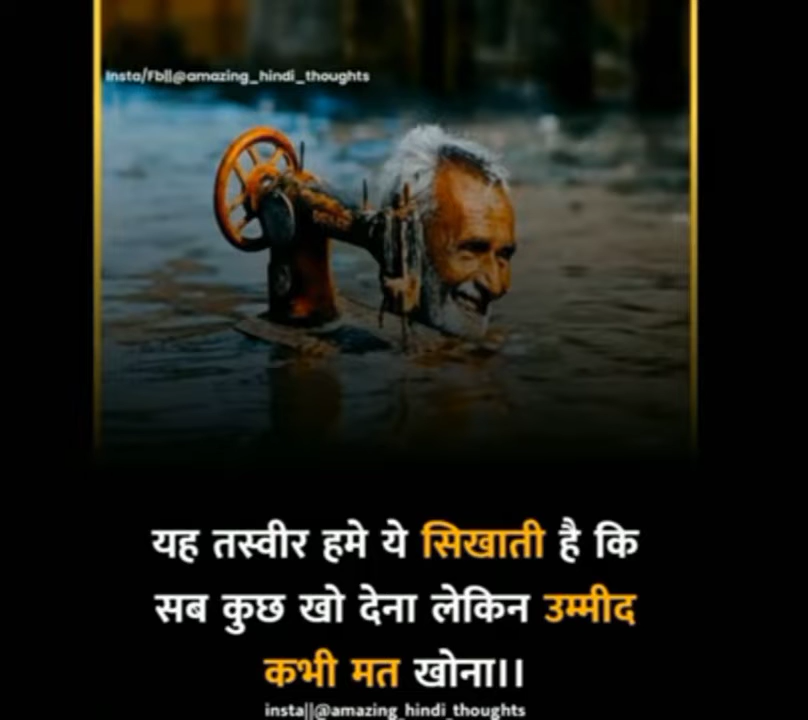 Insta/Fb||@amazing_hindi_thoughts
यह तस्वीर हमे ये सिखाती है कि
सब कुछ खो देना लेकिन उम्मीद
कभी मत खोना।।
insta||@amazing_hindi_thoughts